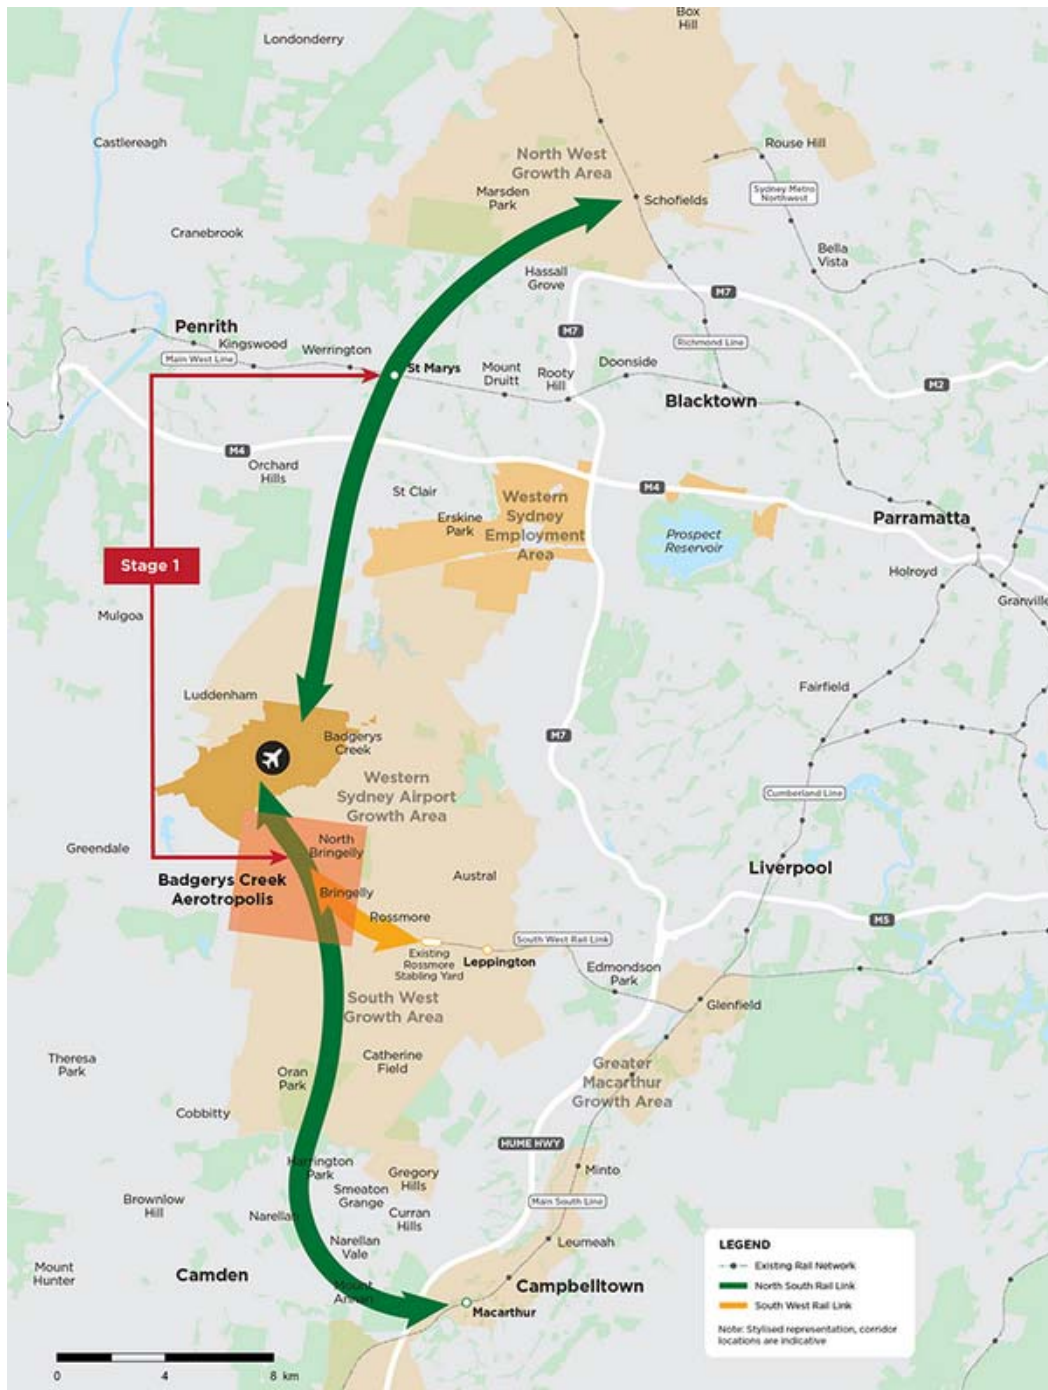 Box
Hill
Londonderry
Castlereagh
Rouse Hill
North West
Growth Area
Marsden
Park
Sydney Metro
Northwest
Schofields
Cranebrook
Bella
Vista
Hassall
Grove
M7
Penrith
Kingswood
M7
Main West Line
Werrington
Richmond Line
St Marys
Mount
Druitt
Rooty
Hill
Doonside
M2
Blacktown
M4
Orchard
Hills
St Clair
M4
Western
Sydney
Employment
Area
Erskine
Park
Parramatta
Prospect
Reservoir
Stage 1
Holroyd
Granville
Mulgoa
Luddenham
Fairfield
Badgerys
Creek
M7
Western
Sydney Airport
Growth Area
Cumberland Line
Greendale
North
Bringelly
Liverpool
Badgerys Creek
Aerotropolis
Austral
Bringelly
Rossmore
M5
Existing
Rossmore
Stabling Yard
Leppington
South West Rail Link
Edmondson
Park
South West
Growth Area
Glenfield
Theresa
Park
Catherine
Field
Oran
Park
Greater
Macarthur
Growth Area
Cobbitty
HUME HWY
Harrington
Park
Gregory
Hills
Minto
Smeaton
Grange
Brownlow
Hill
Main South Line
Narellan
Curran
Hills
Narellan
Vale
Leumeah
Mount
Hunter
Camden
Mount
Annan
Campbelltown
Macarthur
LEGEND
Existing Rail Network
North South Rail Link
South West Rail Link
Note: Stylised representation, corridor
locations are indicative
0 4 8 km